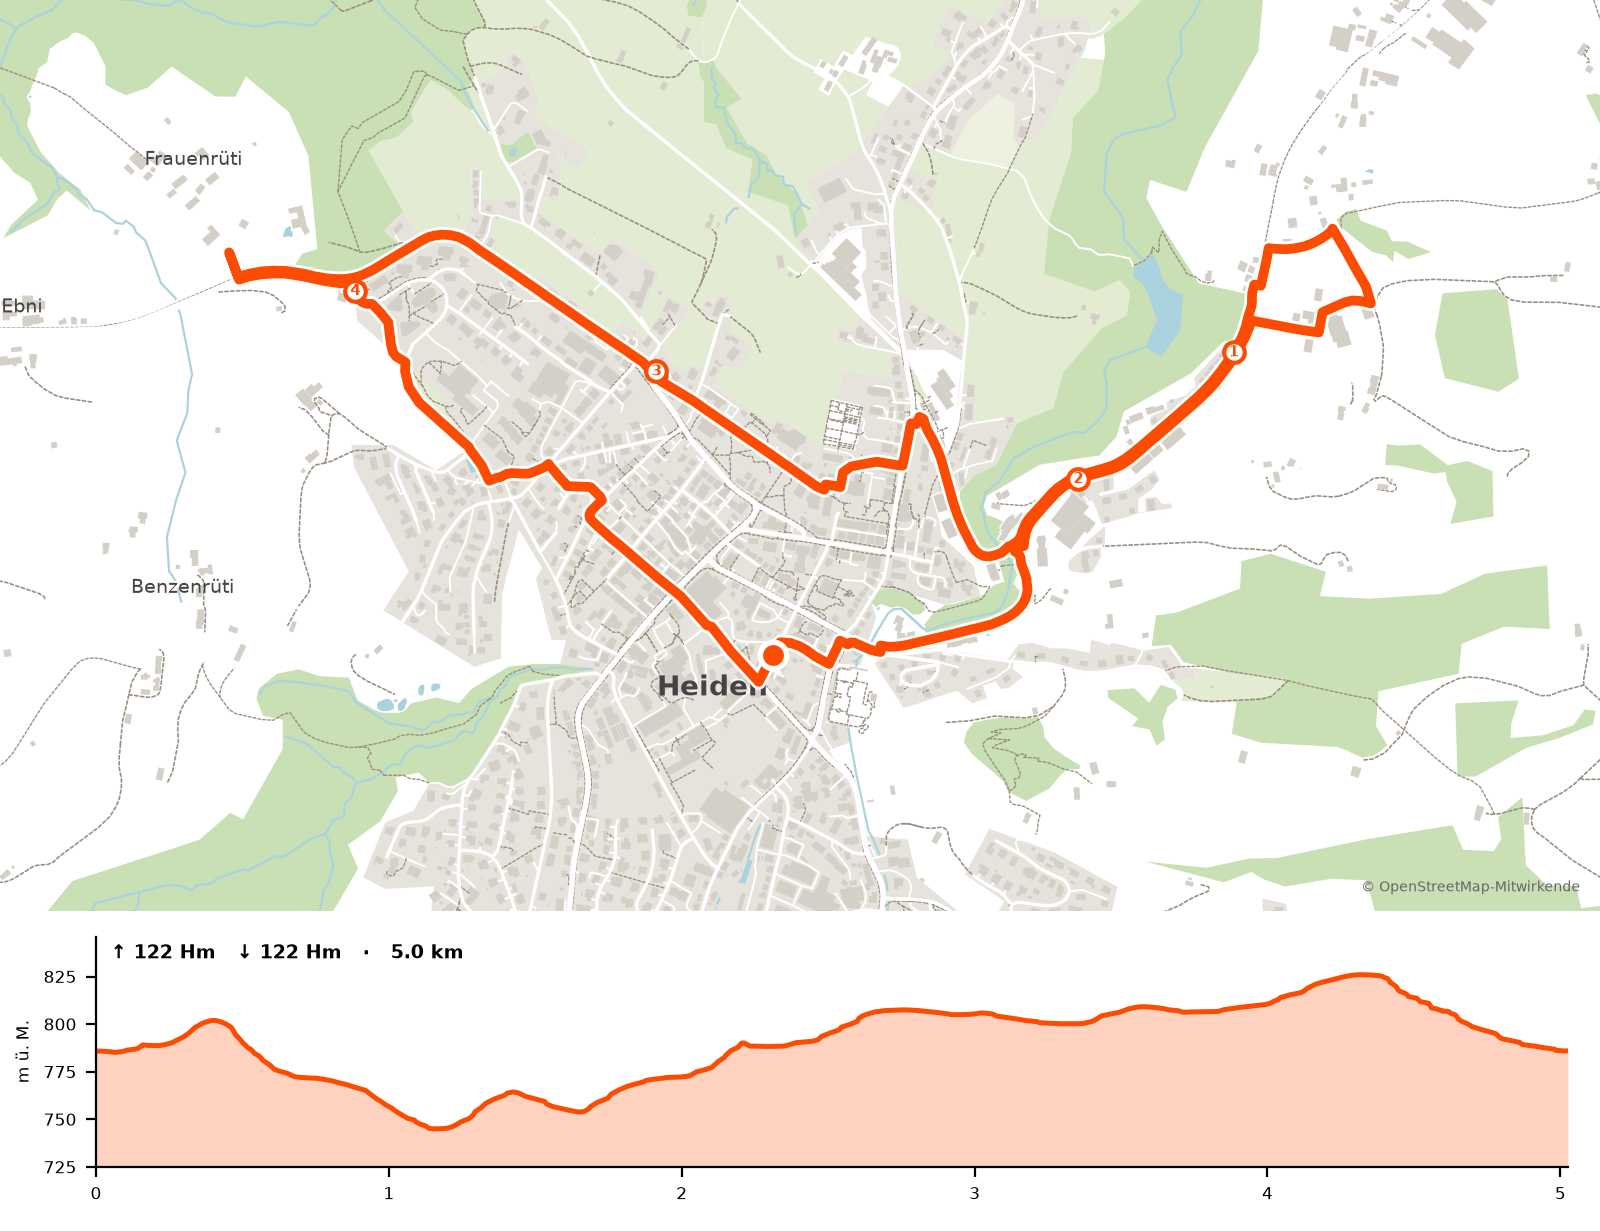 Frauenrüti
Ebni
4
3
1
2
Benzenrüti
Heiden
© OpenStreetMap-Mitwirkende
↑ 122 Hm ↓ 122 Hm · 5.0 km
m ü. M.
825
800
775
750
725
0 1 2 3 4 5